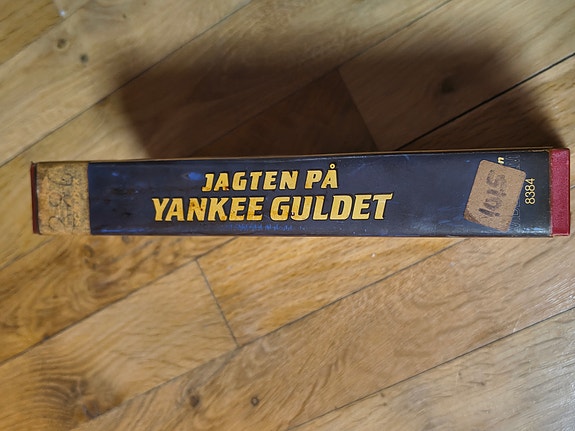 JAGTEN PÅ
YANKEE GULDET
1015
8384